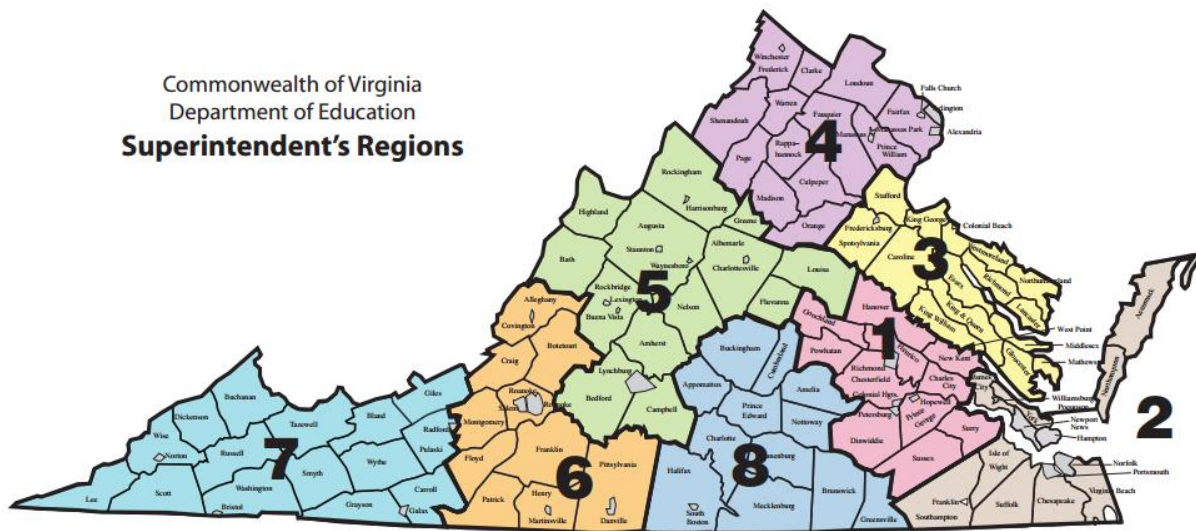 Commonwealth of Virginia
Department of Education
Superintendent's Regions
Winchester
Frederick
Clarke
Loudoun
Falls Church
Fairfax
Alexandria
Warren
Fauquier
Shenandoah
Manassas Park
Prince
William
Page
Rappa-
hannock
4
Culpeper
Madison
Orange
Rockingham
Harrisonburg
Greene
Highland
Augusta
Staunton
Albemarle
Waynesboro
Charlottesville
Bath
Louisa
Rockbridge
Lexington
5
Nelson
Fluvanna
Buena Vista
Amherst
Lynchburg
Bedford
Campbell
Stafford
King George
Colonial Beach
Fredericksburg
Spotsylvania
Caroline
3
Essex
Richmond
Northumberland
Lancaster
King & Queen
King William
West Point
Middlesex
Mathews
Gloucester
Accomack
Northampton
2
Hanover
Goochland
1
Henrico
Powhatan
New Kent
Richmond
Chesterfield
Charles
City
James
City
Colonial Hgts.
Hopewell
Petersburg
Prince
George
Surry
Dinwiddie
Sussex
Williamsburg
York
Newport
News
Hampton
Norfolk
Portsmouth
Isle of
Wight
Virginia Beach
Franklin
Southampton
Suffolk
Chesapeake
Alleghany
Covington
Botetourt
Craig
Roanoke
Salem
Roanoke
Montgomery
Floyd
Franklin
Pittsylvania
6
Patrick
Henry
Martinsville
Danville
Buckingham
Cumberland
Appomattox
Amelia
Prince
Edward
Nottoway
Charlotte
8
Halifax
South
Boston
Mecklenburg
Brunswick
Greensville
Buchanan
Dickenson
Giles
Bland
Tazewell
Radford
Wise
Norton
Russell
7
Pulaski
Wythe
Smyth
Washington
Lee
Scott
Bristol
Grayson
Carroll
Galax